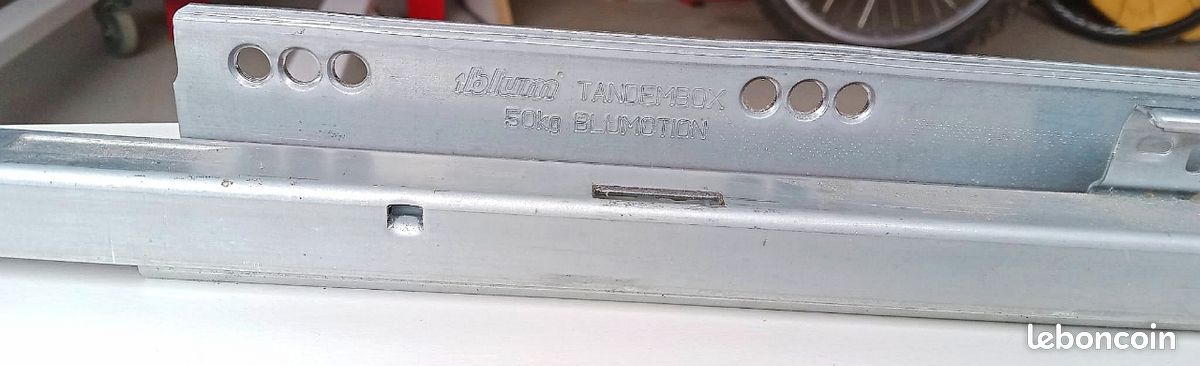 blum® TANDEMBOX
50kg BLUMOTION
leboncoin